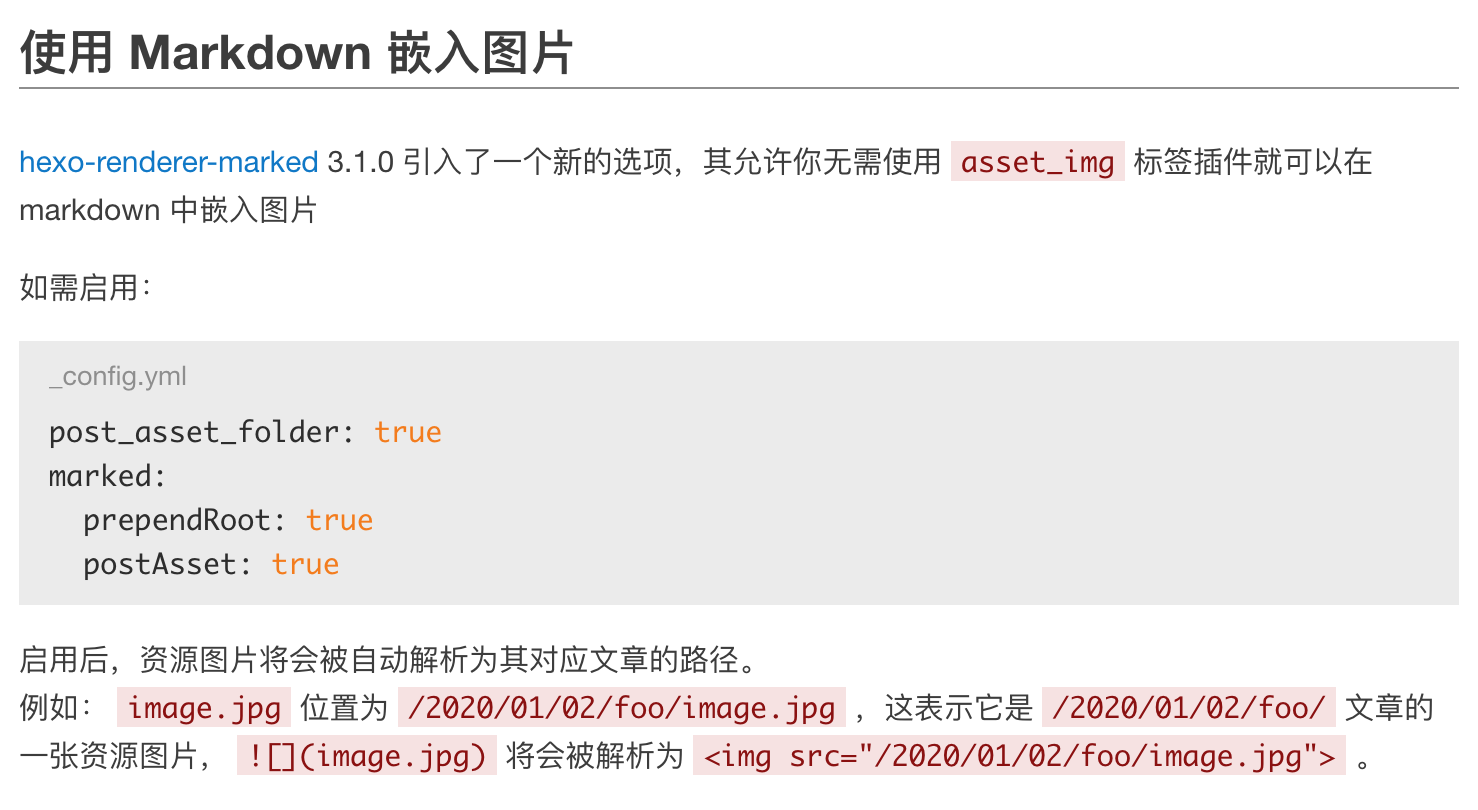 使用 Markdown 嵌入图片
hexo-renderer-marked 3.1.0 引入了一个新的选项，其允许你无需使用 asset_img 标签插件就可以在
markdown 中嵌入图片
如需启用：
_config.yml
post_asset_folder: true
marked:
  prependRoot: true
  postAsset: true
启用后，资源图片将会被自动解析为其对应文章的路径。
例如： image.jpg 位置为 /2020/01/02/foo/image.jpg ，这表示它是 /2020/01/02/foo/ 文章的
一张资源图片， ![](image.jpg) 将会被解析为 <img src="/2020/01/02/foo/image.jpg"> 。